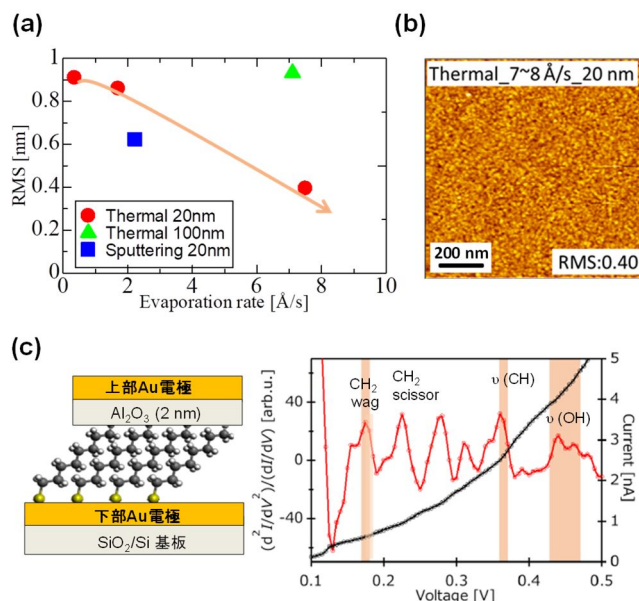 (a)
1
0.8
0.6
0.4
0.2
0
RMS [nm]
Thermal 20nm
Thermal 100nm
Sputtering 20nm
0 2 4 6 8 10
Evaporation rate [Å/s]
(b)
Thermal_7~8 Å/s_20 nm
200 nm
RMS:0.40
(c)
上部Au電極
Al₂O₃ (2 nm)
下部Au電極
SiO₂/Si 基板
(d²I/dV²)/(dI/dV) [arb.u.]
40
0
-40
CH₂
wag
CH₂
scissor
υ (CH)
υ (OH)
5
4
3
2
1
0
Current [nA]
0.1 0.2 0.3 0.4 0.5
Voltage [V]